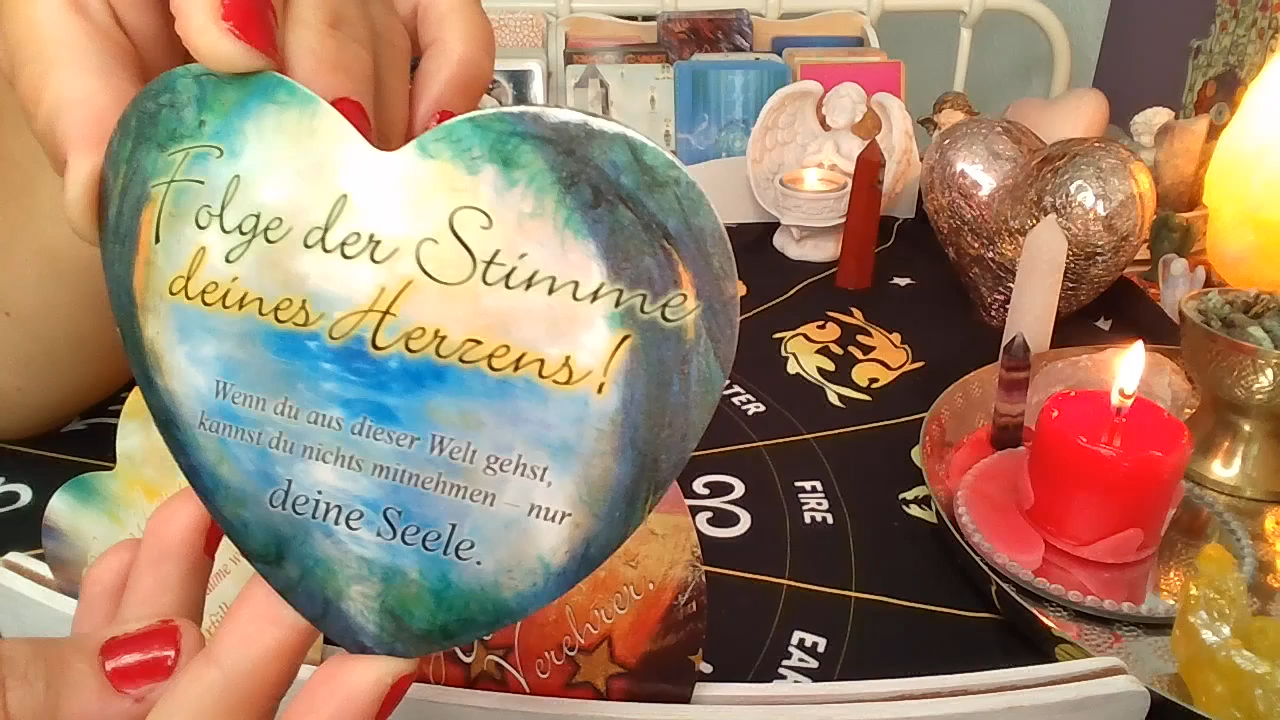 Folge der Stimme
deines Herzens!
Wenn du aus dieser Welt gehst,
kannst du nichts mitnehmen – nur
deine Seele.
Verehrer!
FIRE